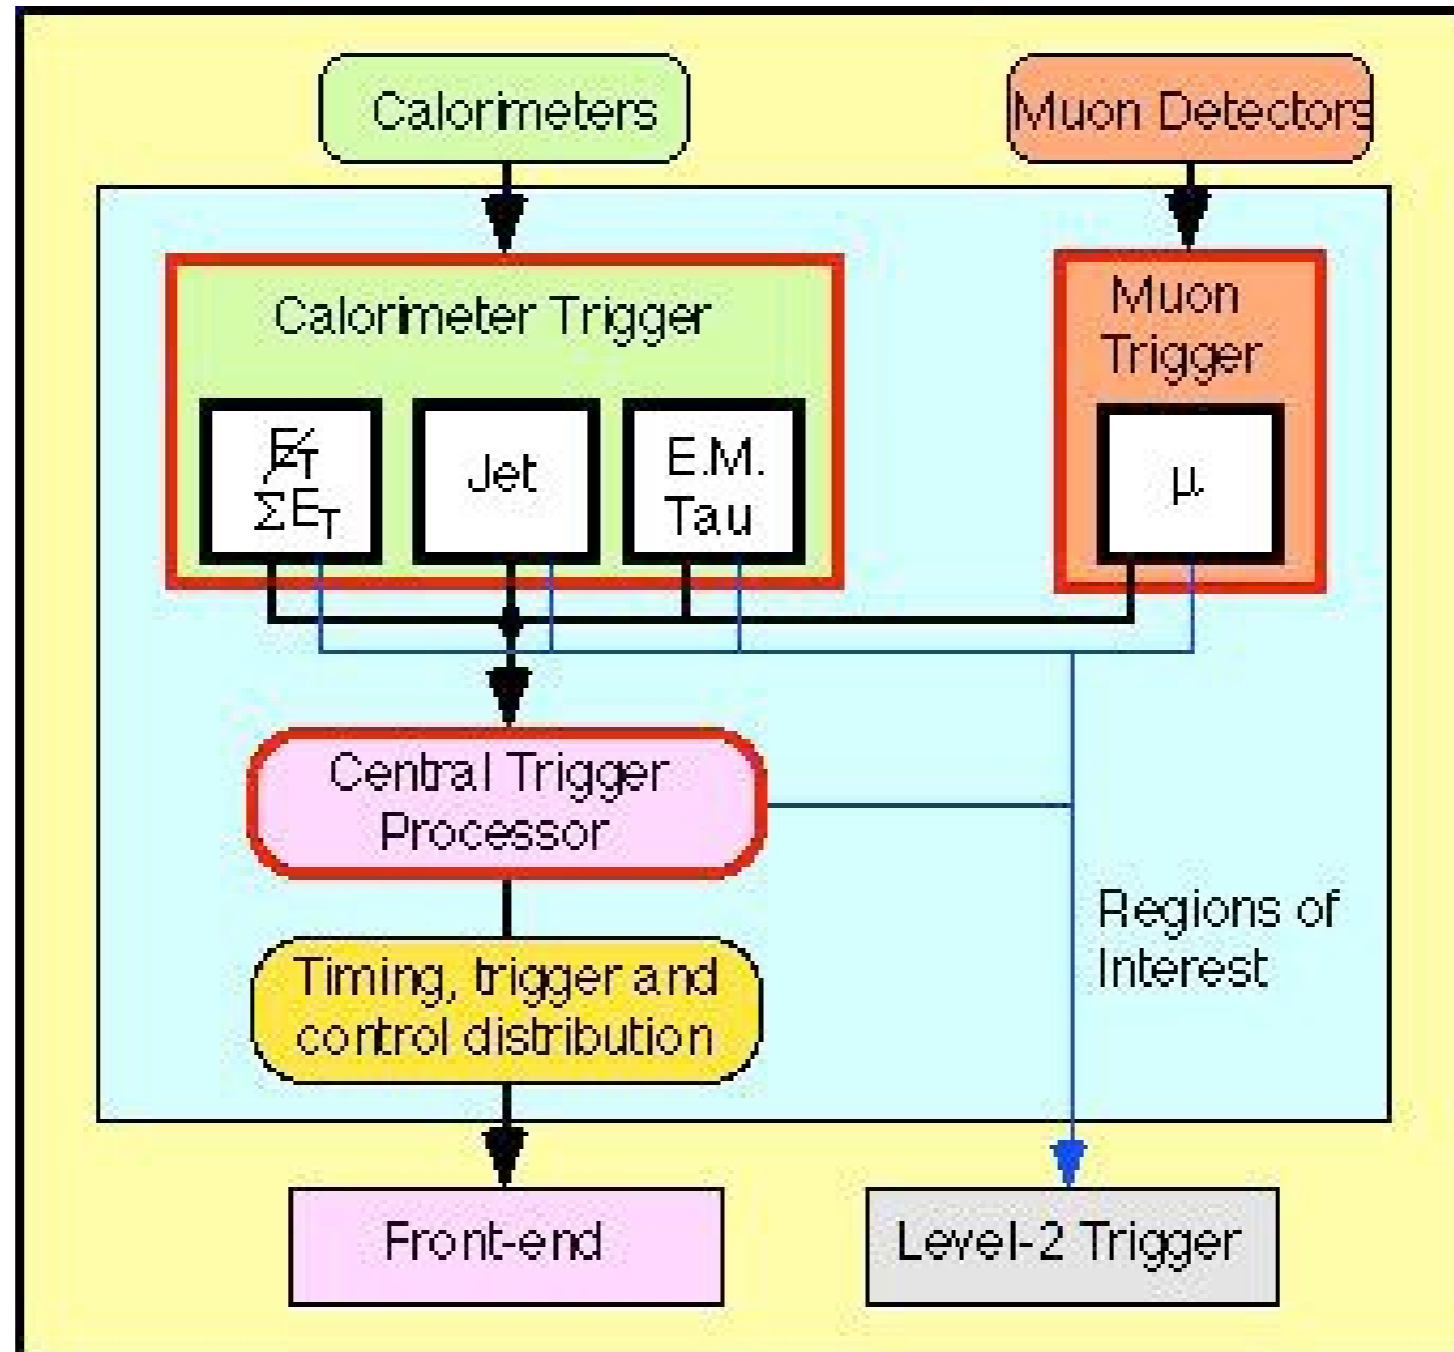 Calorimeters
Muon Detectors
Calorimeter Trigger
Muon
Trigger
E̸T
ΣET
Jet
E.M.
Tau
μ
Central Trigger
Processor
Timing, trigger and
control distribution
Regions of
Interest
Front-end
Level-2 Trigger